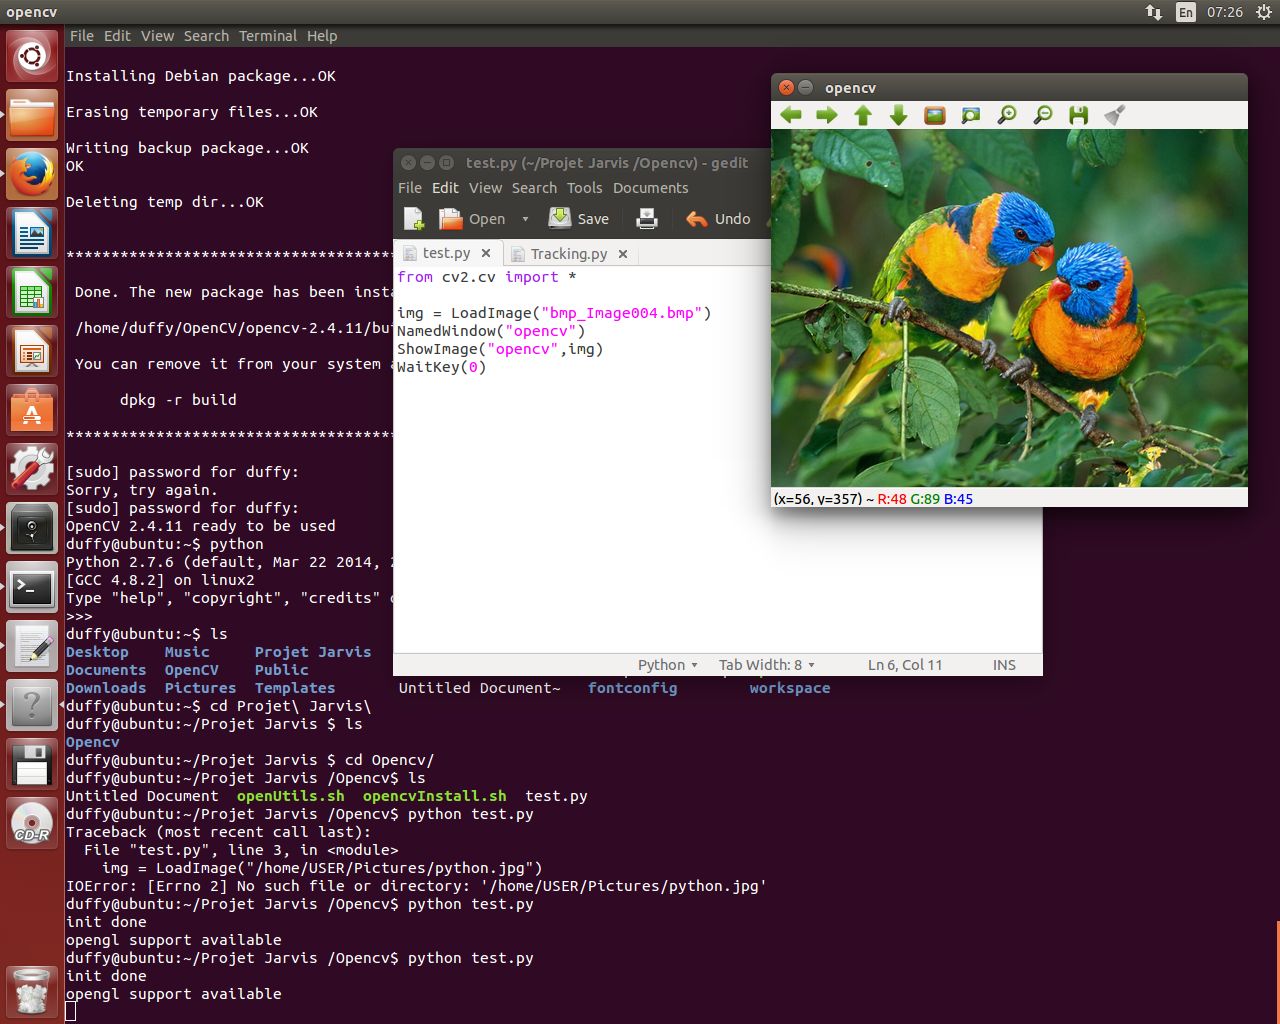 opencv
En
07:26
File Edit View Search Terminal Help
Installing Debian package...OK
Erasing temporary files...OK
Writing backup package...OK
OK
Deleting temp dir...OK
*************************************
Done. The new package has been insta
/home/duffy/OpenCV/opencv-2.4.11/bui
You can remove it from your system a
dpkg -r build
*************************************
[sudo] password for duffy:
Sorry, try again.
[sudo] password for duffy:
OpenCV 2.4.11 ready to be used
duffy@ubuntu:~$ python
Python 2.7.6 (default, Mar 22 2014, 2
[GCC 4.8.2] on linux2
Type "help", "copyright", "credits" o
>>>
duffy@ubuntu:~$ ls
Desktop Music Projet Jarvis
Documents OpenCV Public
Downloads Pictures Templates Untitled Document~ fontconfig workspace
duffy@ubuntu:~$ cd Projet\ Jarvis\
duffy@ubuntu:~/Projet Jarvis $ ls
Opencv
duffy@ubuntu:~/Projet Jarvis $ cd Opencv/
duffy@ubuntu:~/Projet Jarvis /Opencv$ ls
Untitled Document openUtils.sh opencvInstall.sh test.py
duffy@ubuntu:~/Projet Jarvis /Opencv$ python test.py
Traceback (most recent call last):
File "test.py", line 3, in <module>
img = LoadImage("/home/USER/Pictures/python.jpg")
IOError: [Errno 2] No such file or directory: '/home/USER/Pictures/python.jpg'
duffy@ubuntu:~/Projet Jarvis /Opencv$ python test.py
init done
opengl support available
duffy@ubuntu:~/Projet Jarvis /Opencv$ python test.py
init done
opengl support available
test.py (~/Projet Jarvis /Opencv) - gedit
File Edit View Search Tools Documents
Open Save Undo
test.py Tracking.py
from cv2.cv import *
img = LoadImage("bmp_Image004.bmp")
NamedWindow("opencv")
ShowImage("opencv",img)
WaitKey(0)
Python Tab Width: 8 Ln 6, Col 11 INS
opencv
(x=56, y=357) ~ R:48 G:89 B:45
CD-R